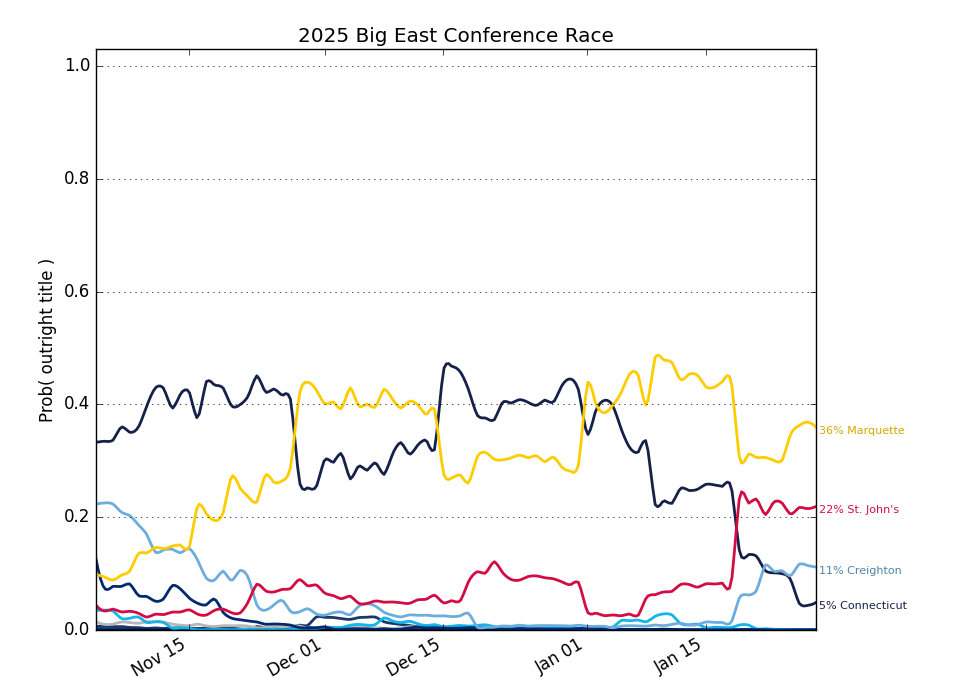 2025 Big East Conference Race
Prob( outright title )
1.0
0.8
0.6
0.4
0.2
0.0
Nov 15
Dec 01
Dec 15
Jan 01
Jan 15
36% Marquette
22% St. John's
11% Creighton
5% Connecticut